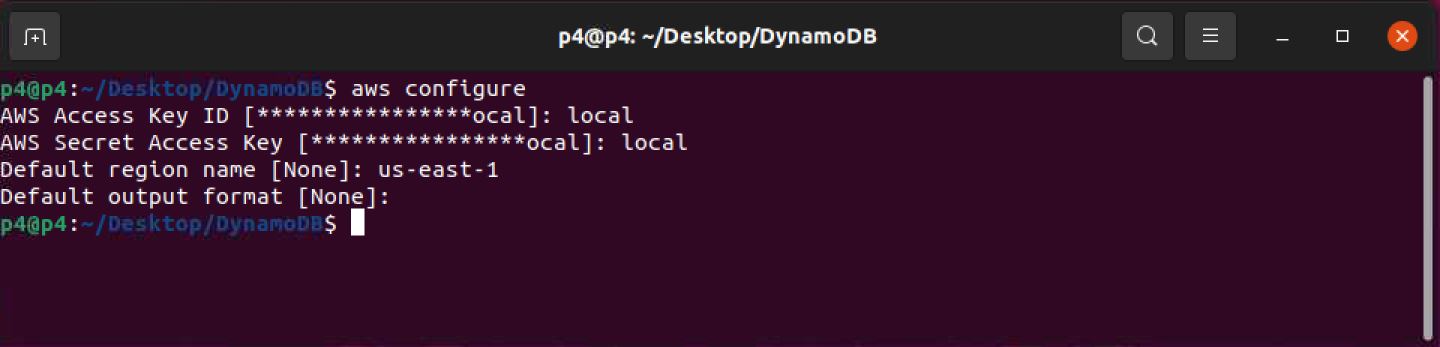 p4@p4: ~/Desktop/DynamoDB
p4@p4:~/Desktop/DynamoDB$ aws configure
AWS Access Key ID [****************ocal]: local
AWS Secret Access Key [****************ocal]: local
Default region name [None]: us-east-1
Default output format [None]:
p4@p4:~/Desktop/DynamoDB$